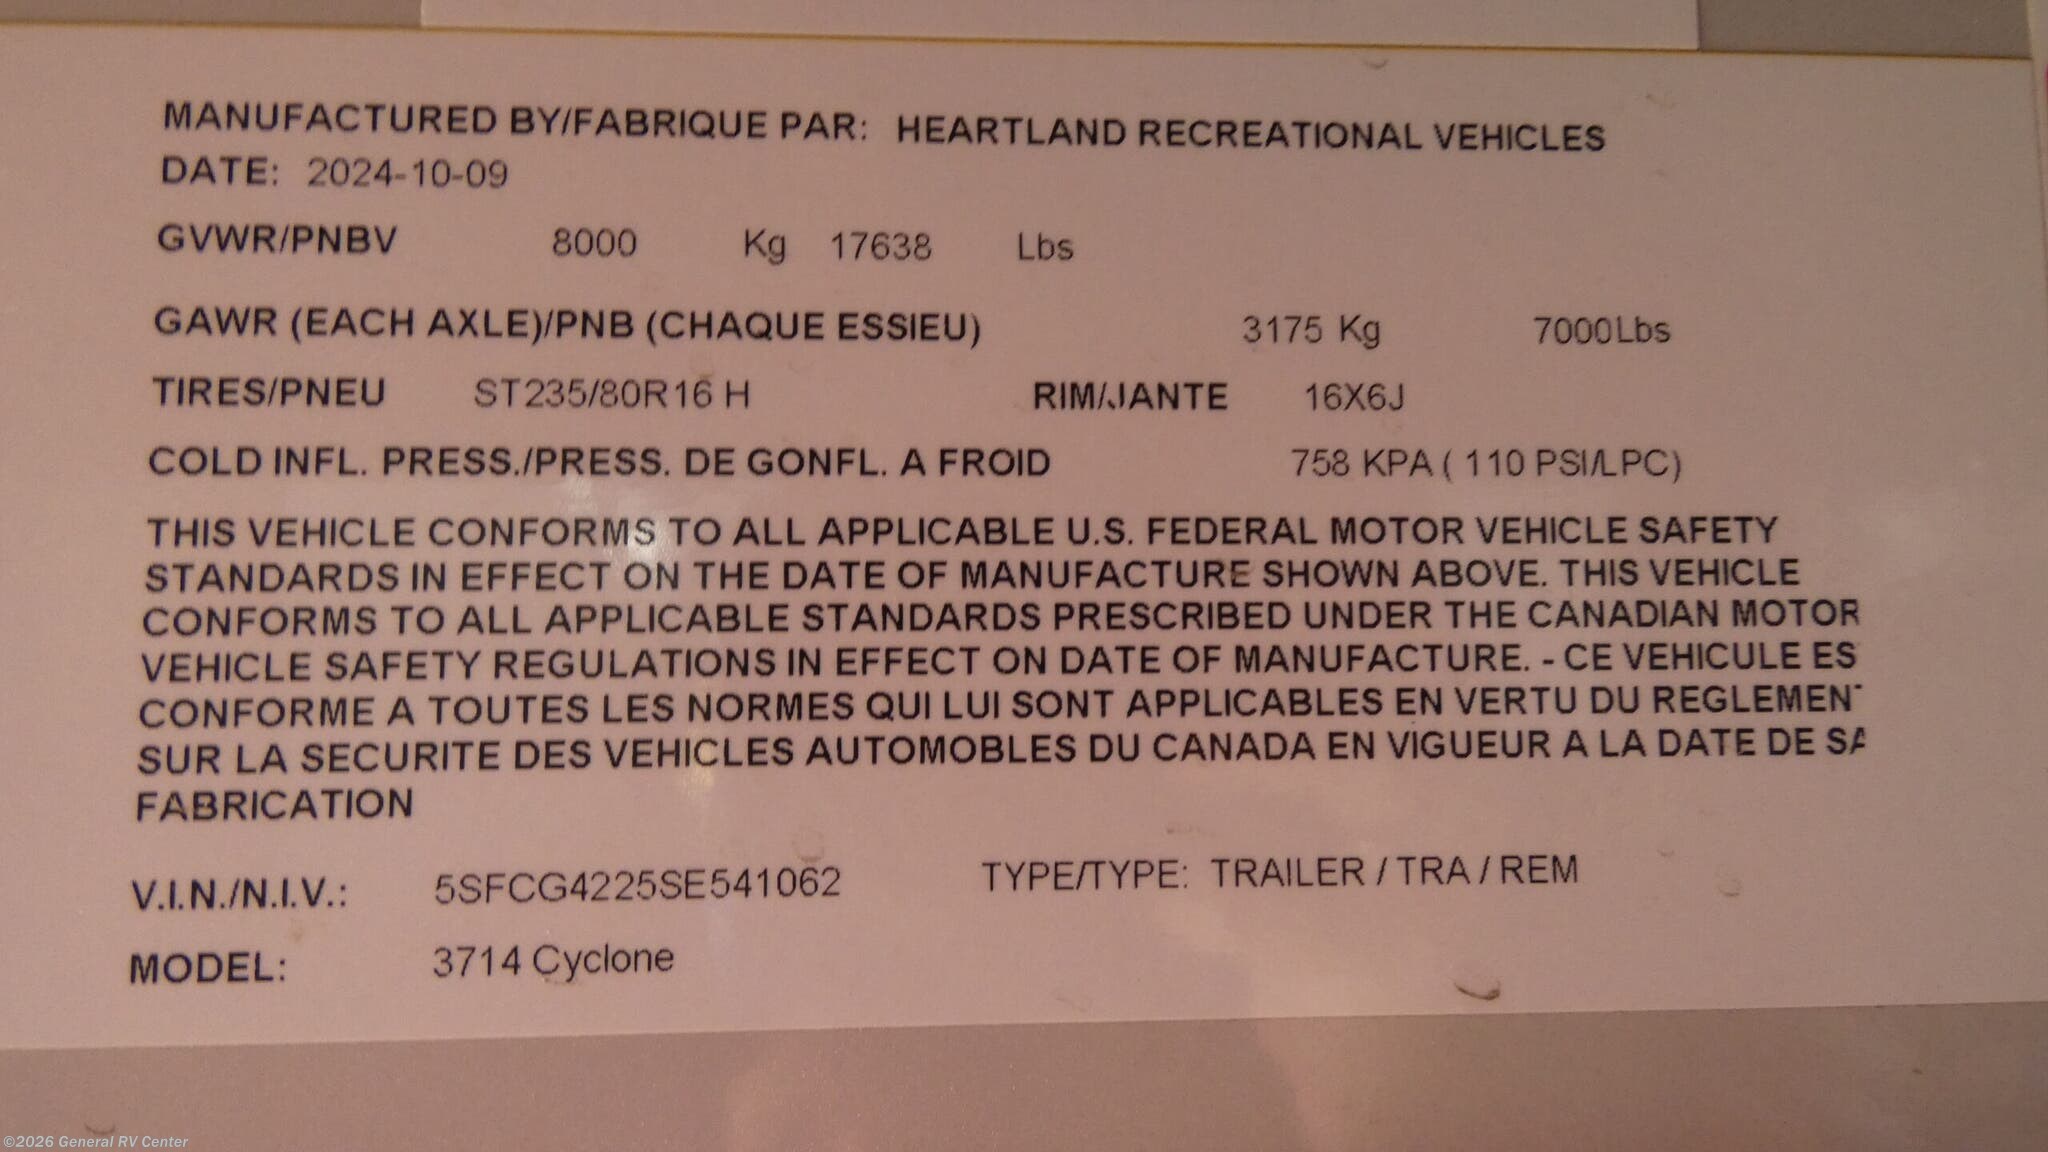 MANUFACTURED BY/FABRIQUE PAR: HEARTLAND RECREATIONAL VEHICLES
DATE: 2024-10-09
GVWR/PNBV 8000 Kg 17638 Lbs
GAWR (EACH AXLE)/PNB (CHAQUE ESSIEU) 3175 Kg 7000Lbs
TIRES/PNEU ST235/80R16 H RIM/JANTE 16X6J
COLD INFL. PRESS./PRESS. DE GONFL. A FROID 758 KPA ( 110 PSI/LPC)
THIS VEHICLE CONFORMS TO ALL APPLICABLE U.S. FEDERAL MOTOR VEHICLE SAFETY
STANDARDS IN EFFECT ON THE DATE OF MANUFACTURE SHOWN ABOVE. THIS VEHICLE
CONFORMS TO ALL APPLICABLE STANDARDS PRESCRIBED UNDER THE CANADIAN MOTOR
VEHICLE SAFETY REGULATIONS IN EFFECT ON DATE OF MANUFACTURE. - CE VEHICULE ES
CONFORME A TOUTES LES NORMES QUI LUI SONT APPLICABLES EN VERTU DU REGLEMENT
SUR LA SECURITE DES VEHICLES AUTOMOBLES DU CANADA EN VIGUEUR A LA DATE DE SA
FABRICATION
V.I.N./N.I.V.: 5SFCG4225SE541062 TYPE/TYPE: TRAILER / TRA / REM
MODEL: 3714 Cyclone
©2026 General RV Center